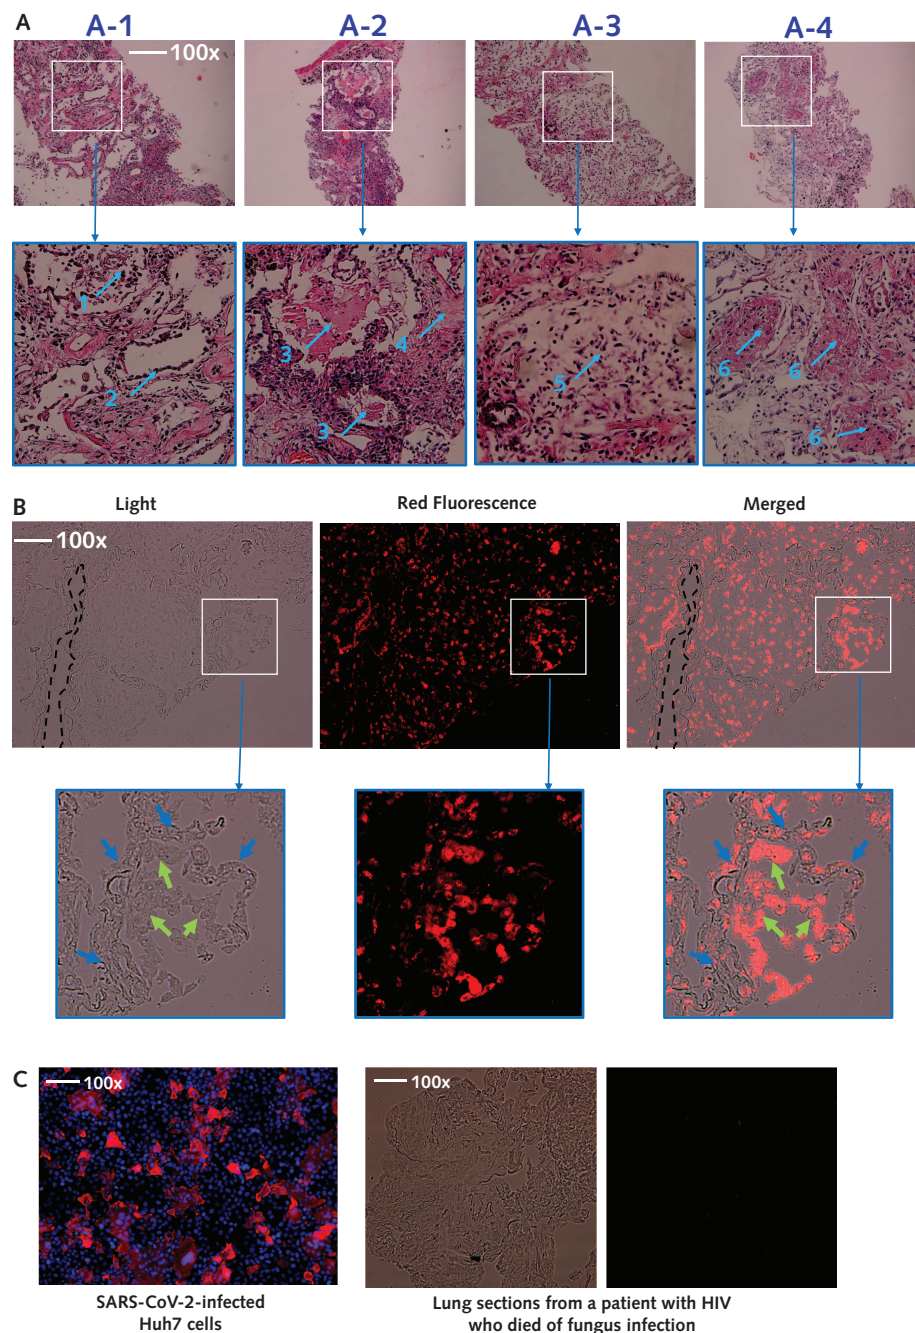 A
A-1
A-2
A-3
A-4
100x
1
2
3
3
4
5
6
6
6
B
Light
Red Fluorescence
Merged
100x
C
100x
100x
SARS-CoV-2-infected
Huh7 cells
Lung sections from a patient with HIV
who died of fungus infection